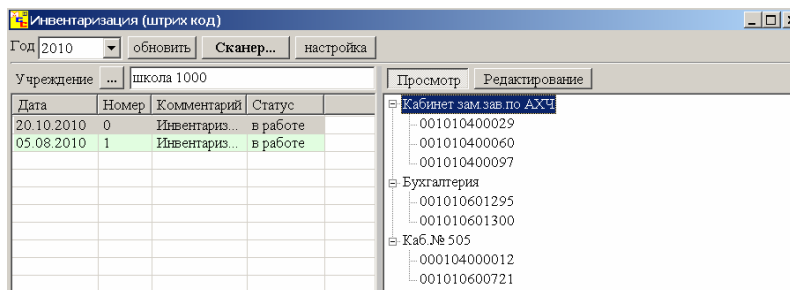 Инвентаризация (штрих код)
Год 2010 обновить Сканер... настройка
Учреждение ... школа 1000
Просмотр Редактирование
Дата Номер Комментарий Статус
20.10.2010 0 Инвентариз... в работе
05.08.2010 1 Инвентариз... в работе
Кабинет зам.зав.по АХЧ
001010400029
001010400060
001010400097
Бухгалтерия
001010601295
001010601300
Каб.№ 505
000104000012
001010600721